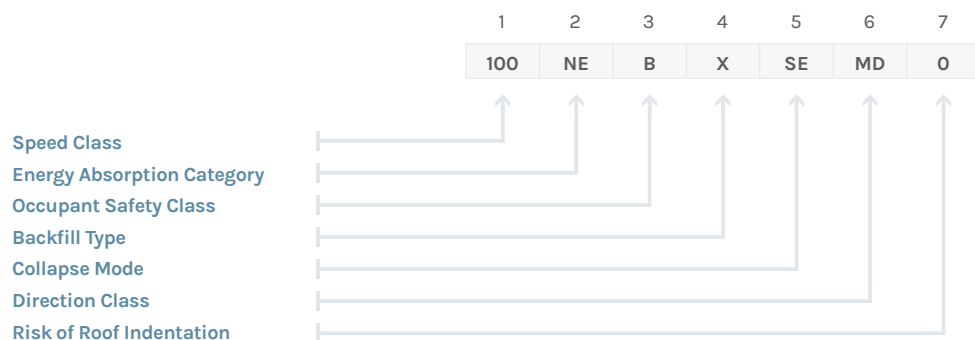 1 2 3 4 5 6 7
100 NE B X SE MD 0
Speed Class
Energy Absorption Category
Occupant Safety Class
Backfill Type
Collapse Mode
Direction Class
Risk of Roof Indentation